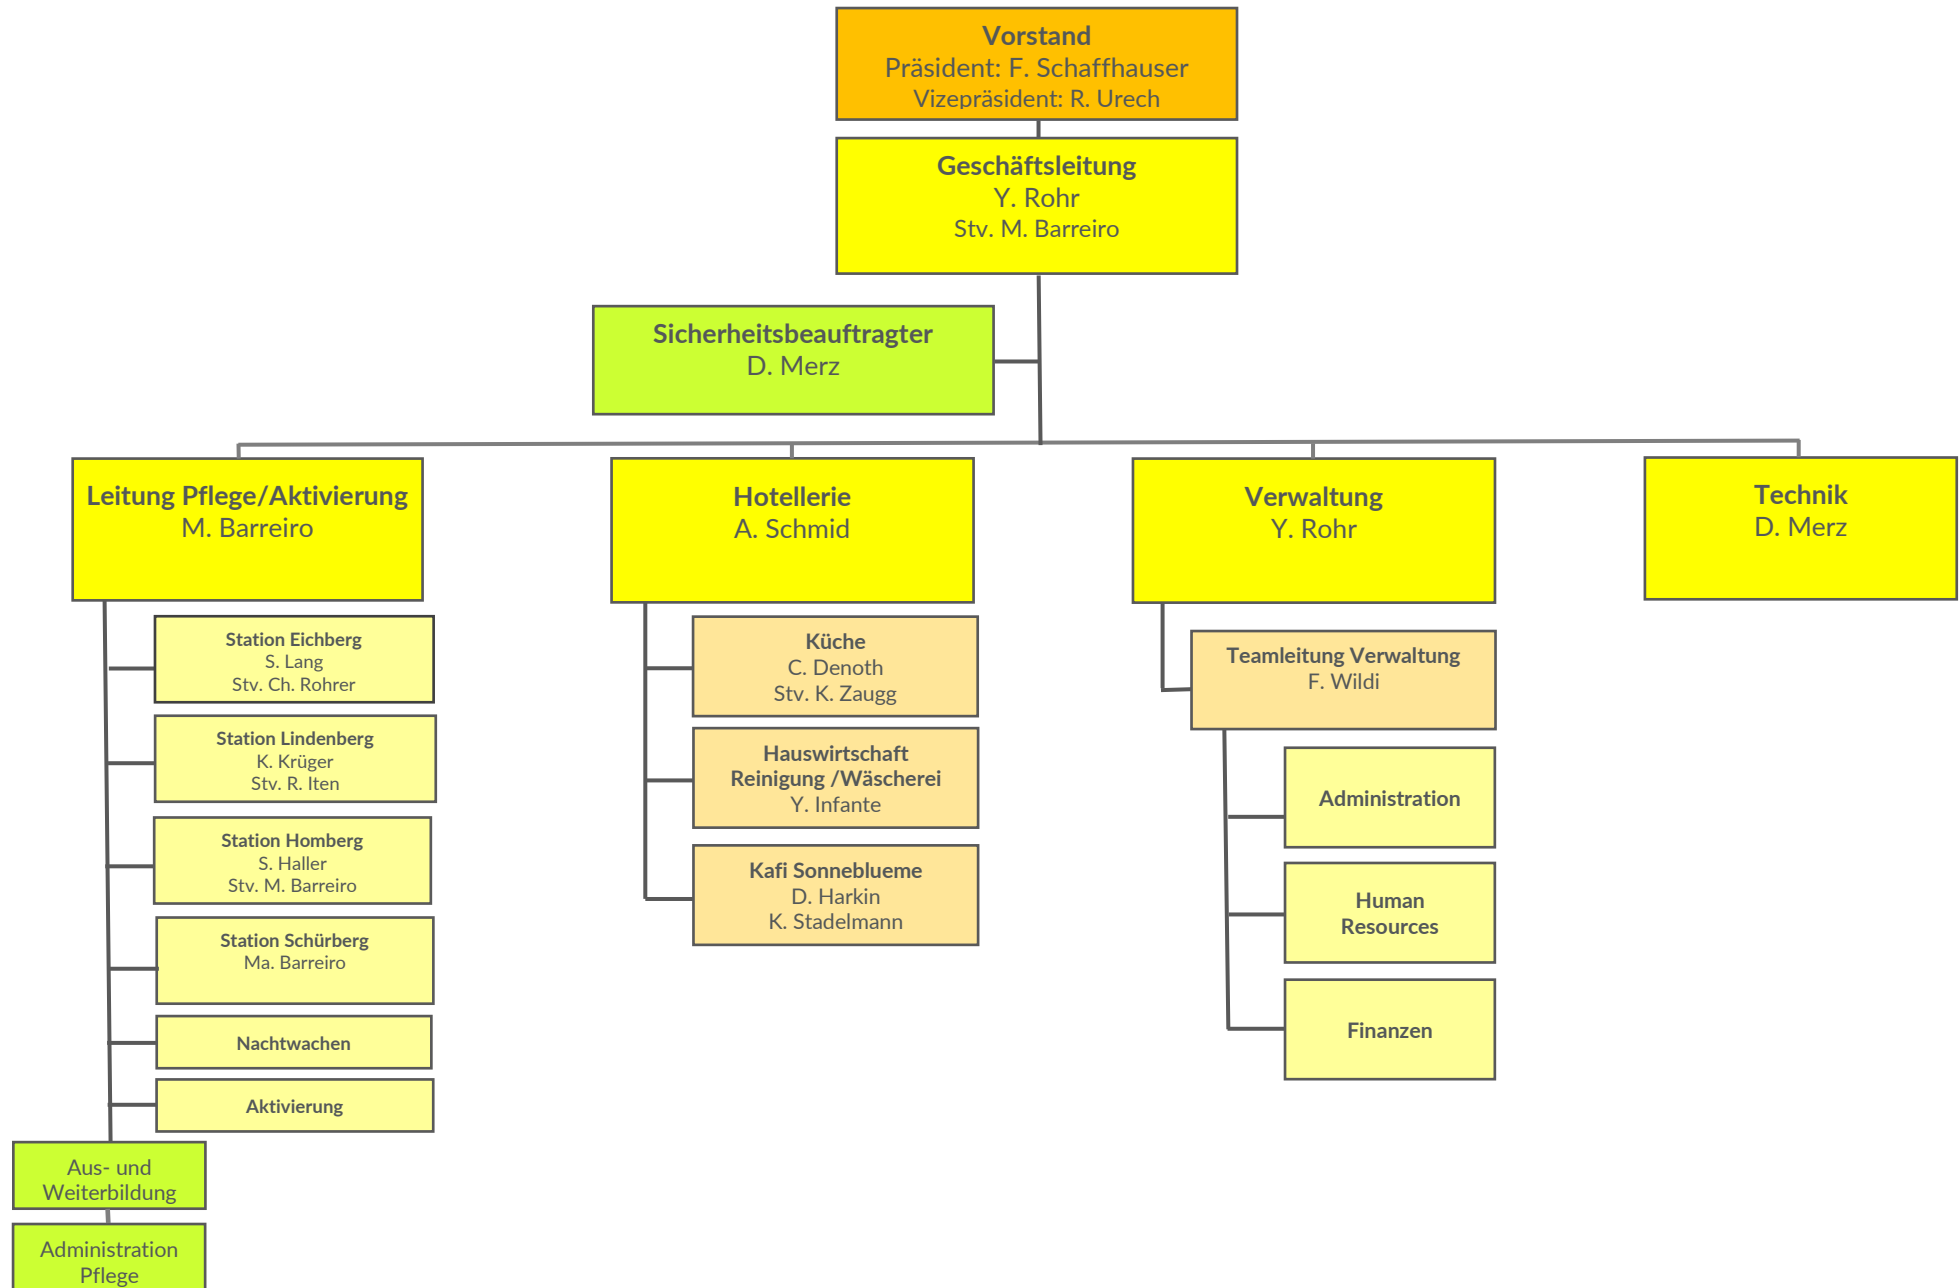 Vorstand
Präsident: F. Schaffhauser
Vizepräsident: R. Urech
Geschäftsleitung
Y. Rohr
Stv. M. Barreiro
Sicherheitsbeauftragter
D. Merz
Leitung Pflege/Aktivierung
M. Barreiro
Hotellerie
A. Schmid
Verwaltung
Y. Rohr
Technik
D. Merz
Station Eichberg
S. Lang
Stv. Ch. Rohrer
Station Lindenberg
K. Krüger
Stv. R. Iten
Station Homberg
S. Haller
Stv. M. Barreiro
Station Schürberg
Ma. Barreiro
Nachtwachen
Aktivierung
Aus- und
Weiterbildung
Administration
Pflege
Küche
C. Denoth
Stv. K. Zaugg
Hauswirtschaft
Reinigung /Wäscherei
Y. Infante
Kafi Sonneblueme
D. Harkin
K. Stadelmann
Teamleitung Verwaltung
F. Wildi
Administration
Human
Resources
Finanzen